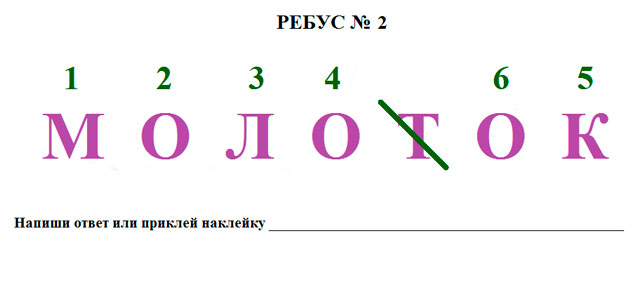 РЕБУС № 2
1 2 3 4 6 5
М О Л О Т О К
Напиши ответ или приклей наклейку